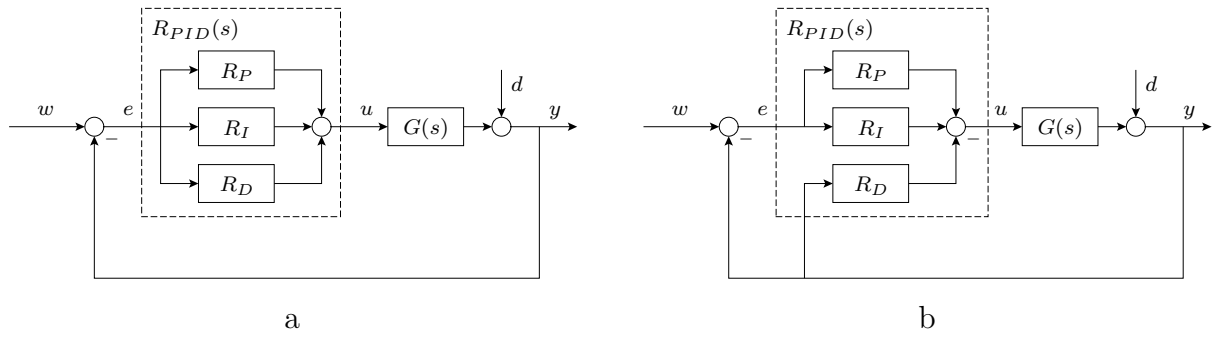 R_{PID}(s)
R_P
w
e
R_I
u
G(s)
d
y
−
R_D
a
R_{PID}(s)
R_P
w
e
R_I
u
G(s)
d
y
−
−
R_D
b